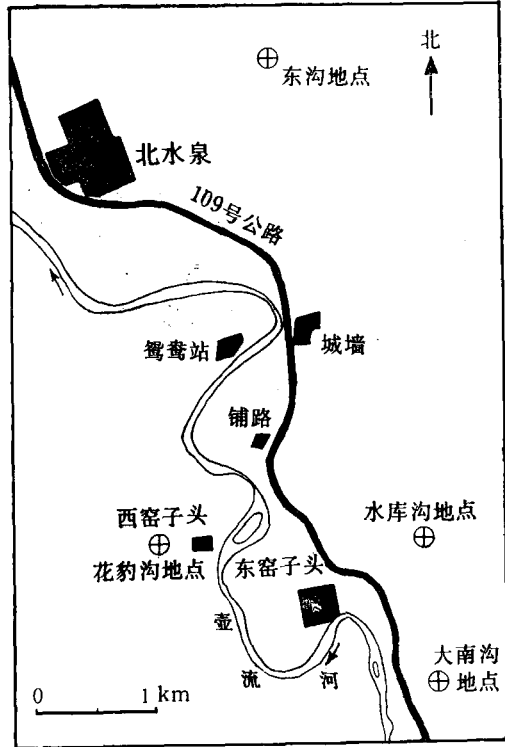 北
东沟地点
北水泉
109号公路
鸳鸯站
城墙
铺路
西窑子头
花豹沟地点
水库沟地点
东窑子头
壶
流
河
大南沟
地点
0 1 km